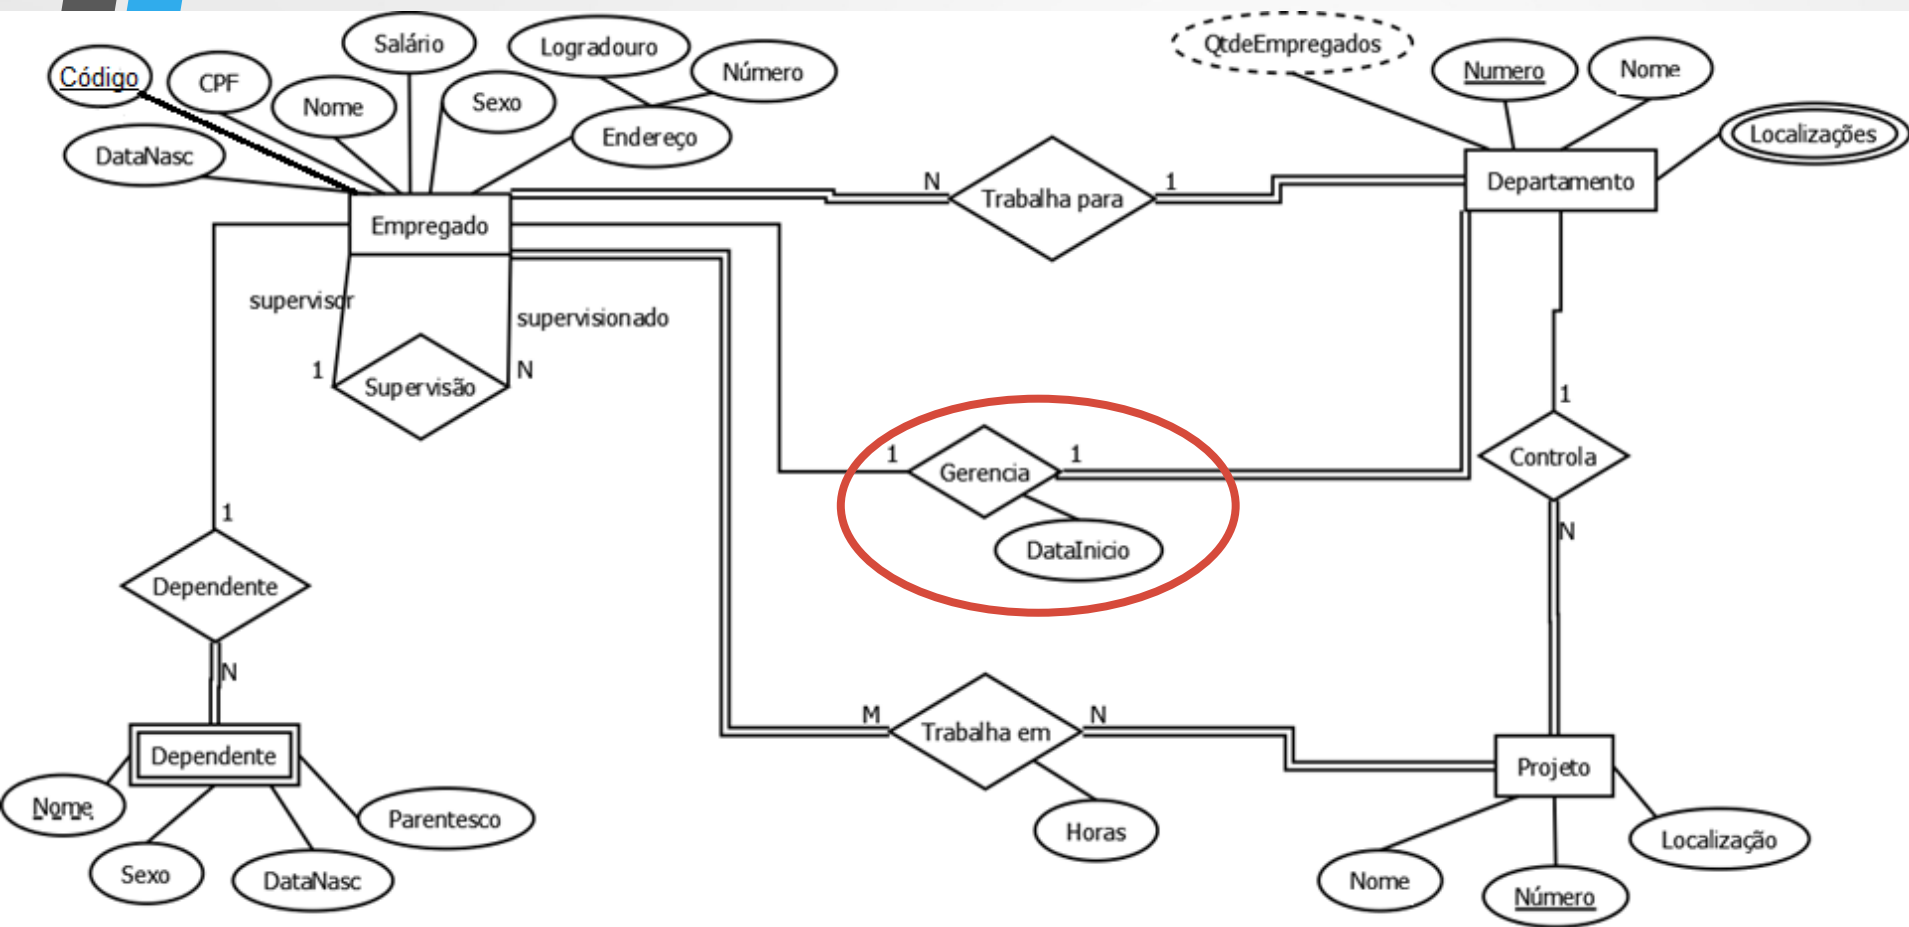 Código
CPF
Salário
Logradouro
Número
Nome
Sexo
Endereço
DataNasc
QtdeEmpregados
Numero
Nome
Localizações
Empregado
N
Trabalha para
1
Departamento
supervisor
supervisionado
1
Supervisão
N
1
Gerencia
1
DataInicio
1
Controla
N
1
Dependente
N
Dependente
Nome
Sexo
DataNasc
Parentesco
M
Trabalha em
N
Horas
Projeto
Nome
Número
Localização